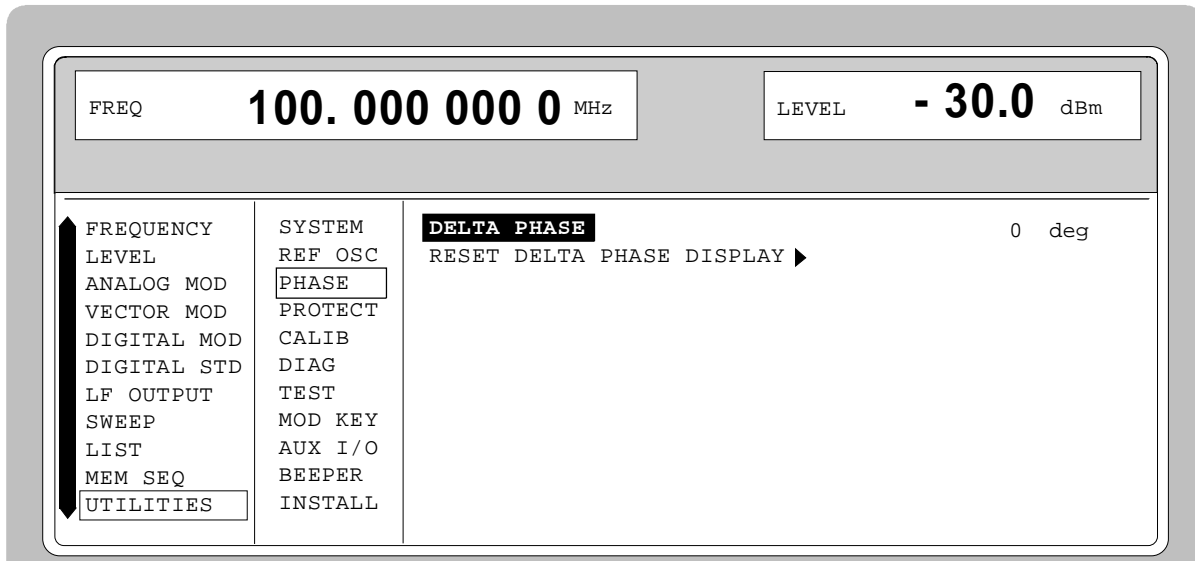 FREQ 100. 000 000 0 MHz
LEVEL - 30.0 dBm
FREQUENCY
LEVEL
ANALOG MOD
VECTOR MOD
DIGITAL MOD
DIGITAL STD
LF OUTPUT
SWEEP
LIST
MEM SEQ
UTILITIES
SYSTEM
REF OSC
PHASE
PROTECT
CALIB
DIAG
TEST
MOD KEY
AUX I/O
BEEPER
INSTALL
DELTA PHASE 0 deg
RESET DELTA PHASE DISPLAY